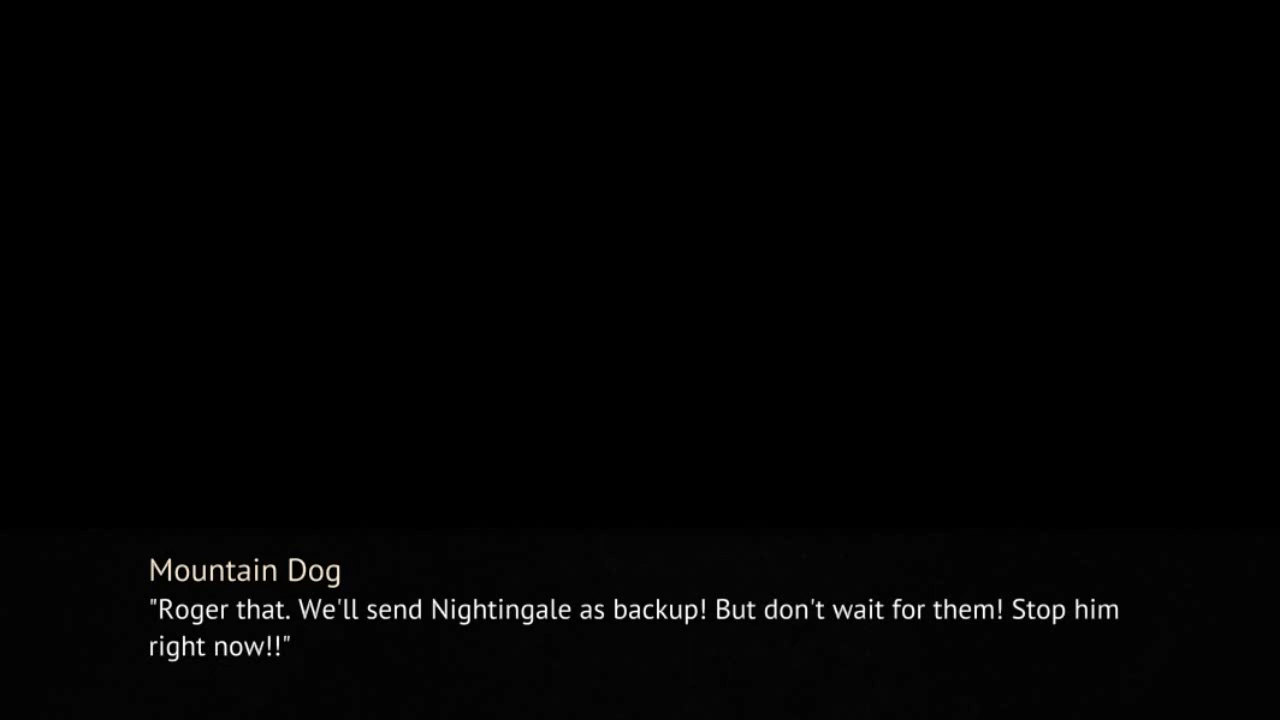 Mountain Dog
"Roger that. We'll send Nightingale as backup! But don't wait for them! Stop him
right now!!"